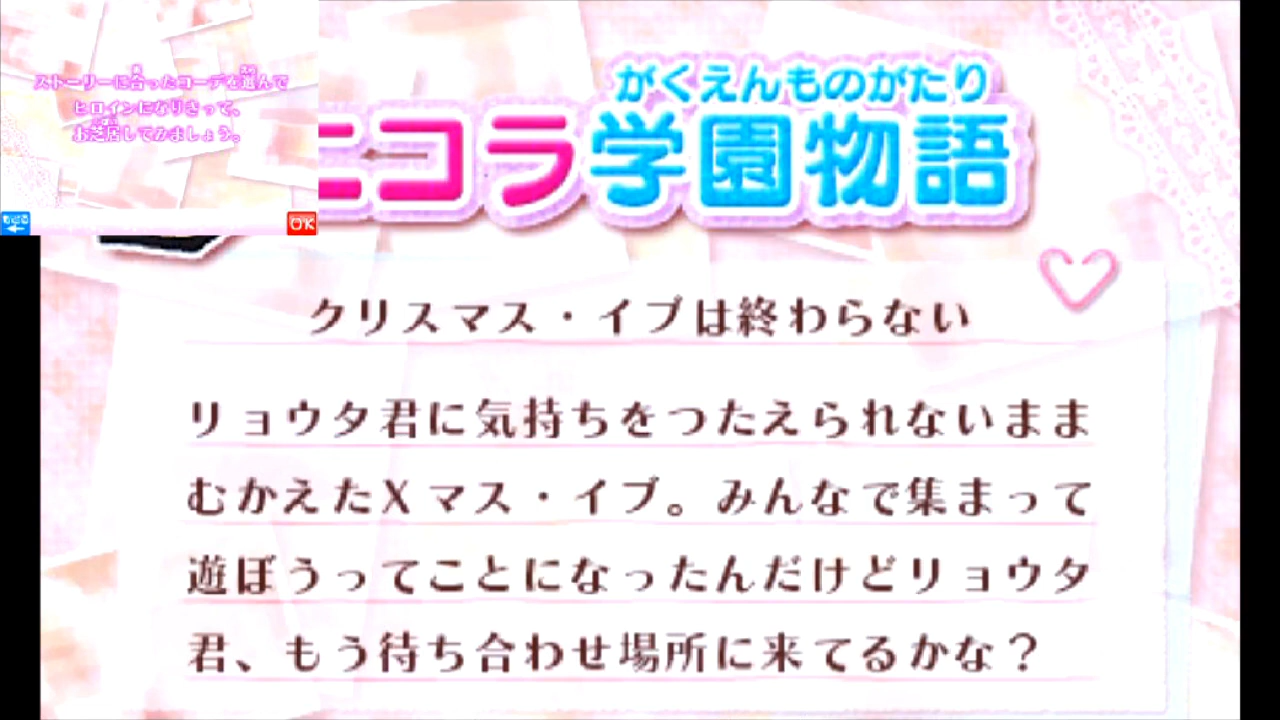 ストーリーに合ったコーデを選んで
ヒロインになりきって、
お芝居してみましょう。
もどる
OK
がくえんものがたり
ニコラ学園物語
クリスマス・イブは終わらない
リョウタ君に気持ちをつたえられないまま
むかえたXマス・イブ。みんなで集まって
遊ぼうってことになったんだけどリョウタ
君、もう待ち合わせ場所に来てるかな？